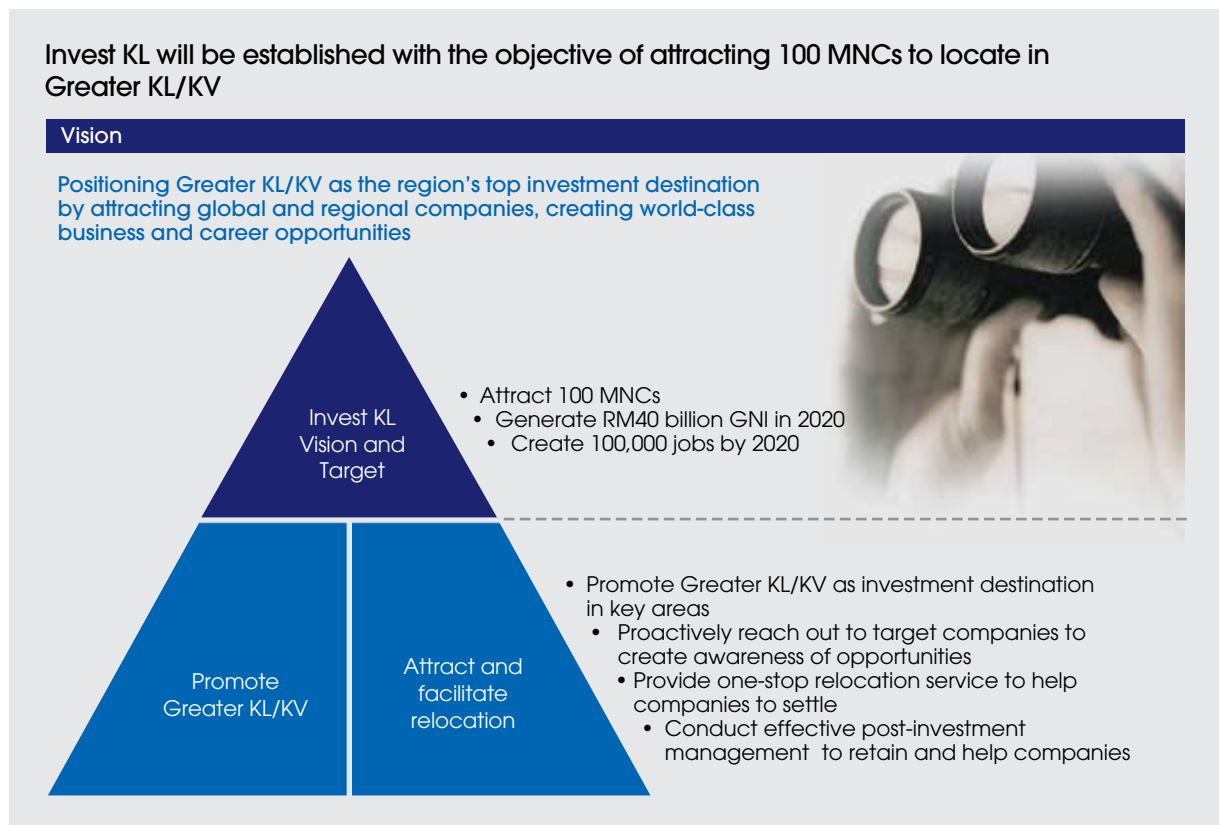 Invest KL will be established with the objective of attracting 100 MNCs to locate in
Greater KL/KV
Vision
Positioning Greater KL/KV as the region's top investment destination
by attracting global and regional companies, creating world-class
business and career opportunities
Invest KL
Vision and
Target
• Attract 100 MNCs
• Generate RM40 billion GNI in 2020
• Create 100,000 jobs by 2020
Promote
Greater KL/KV
Attract and
facilitate
relocation
• Promote Greater KL/KV as investment destination
in key areas
• Proactively reach out to target companies to
create awareness of opportunities
• Provide one-stop relocation service to help
companies to settle
• Conduct effective post-investment
management to retain and help companies